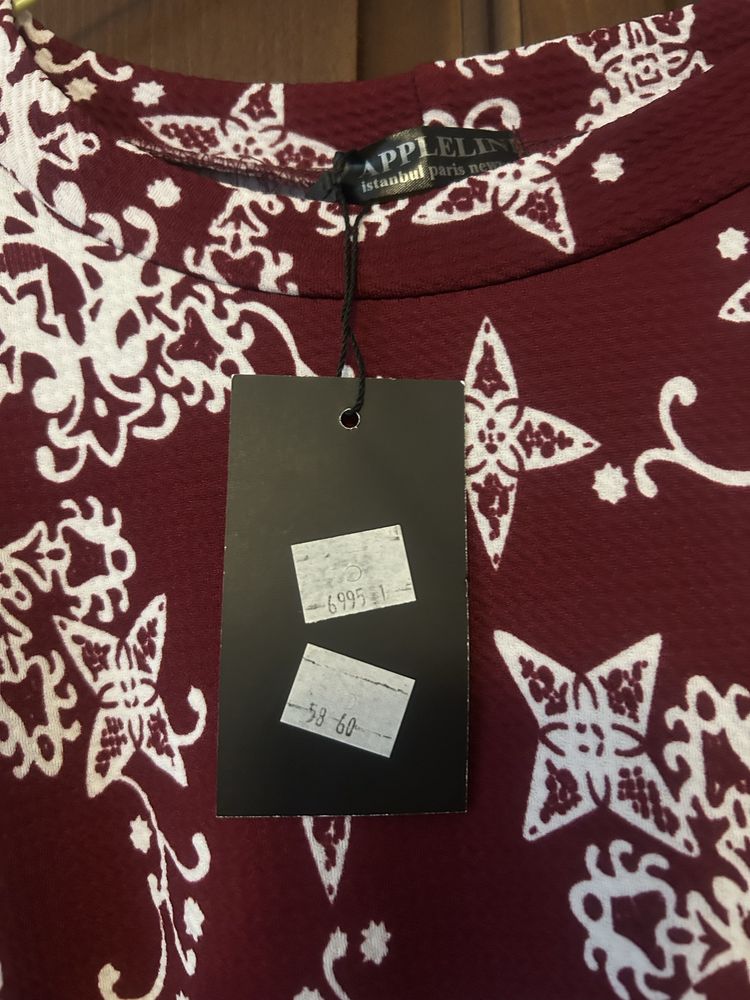 APPLELIN
istanbul paris new
6995 1
58 60